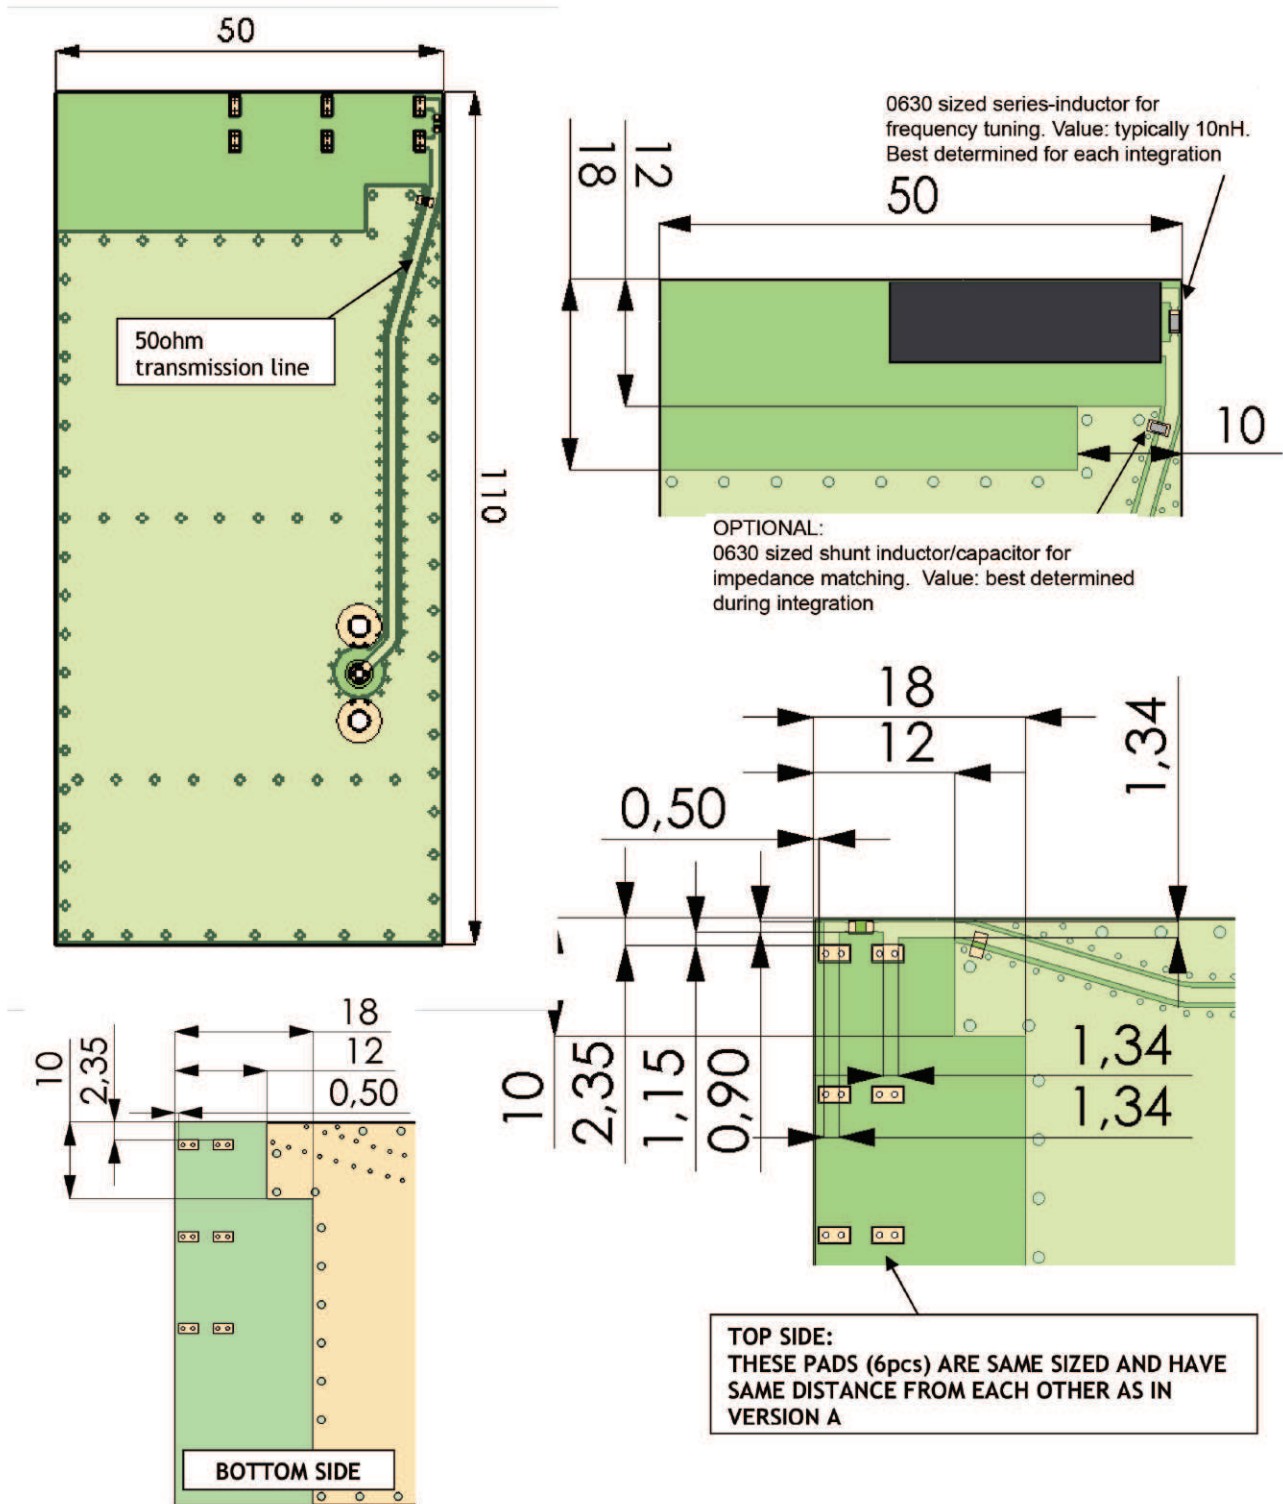 50
50ohm
transmission line
110
0630 sized series-inductor for
frequency tuning. Value: typically 10nH.
Best determined for each integration
18
12
50
10
OPTIONAL:
0630 sized shunt inductor/capacitor for
impedance matching.  Value: best determined
during integration
18
12
1,34
0,50
10
2,35
1,15
0,90
1,34
1,34
TOP SIDE:
THESE PADS (6pcs) ARE SAME SIZED AND HAVE
SAME DISTANCE FROM EACH OTHER AS IN
VERSION A
10
2,35
18
12
0,50
BOTTOM SIDE